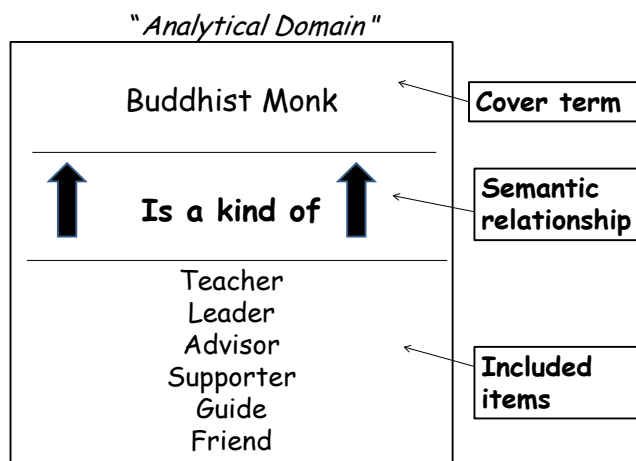 "Analytical Domain"
Buddhist Monk
Cover term
Is a kind of
Semantic
relationship
Teacher
Leader
Advisor
Supporter
Guide
Friend
Included
items